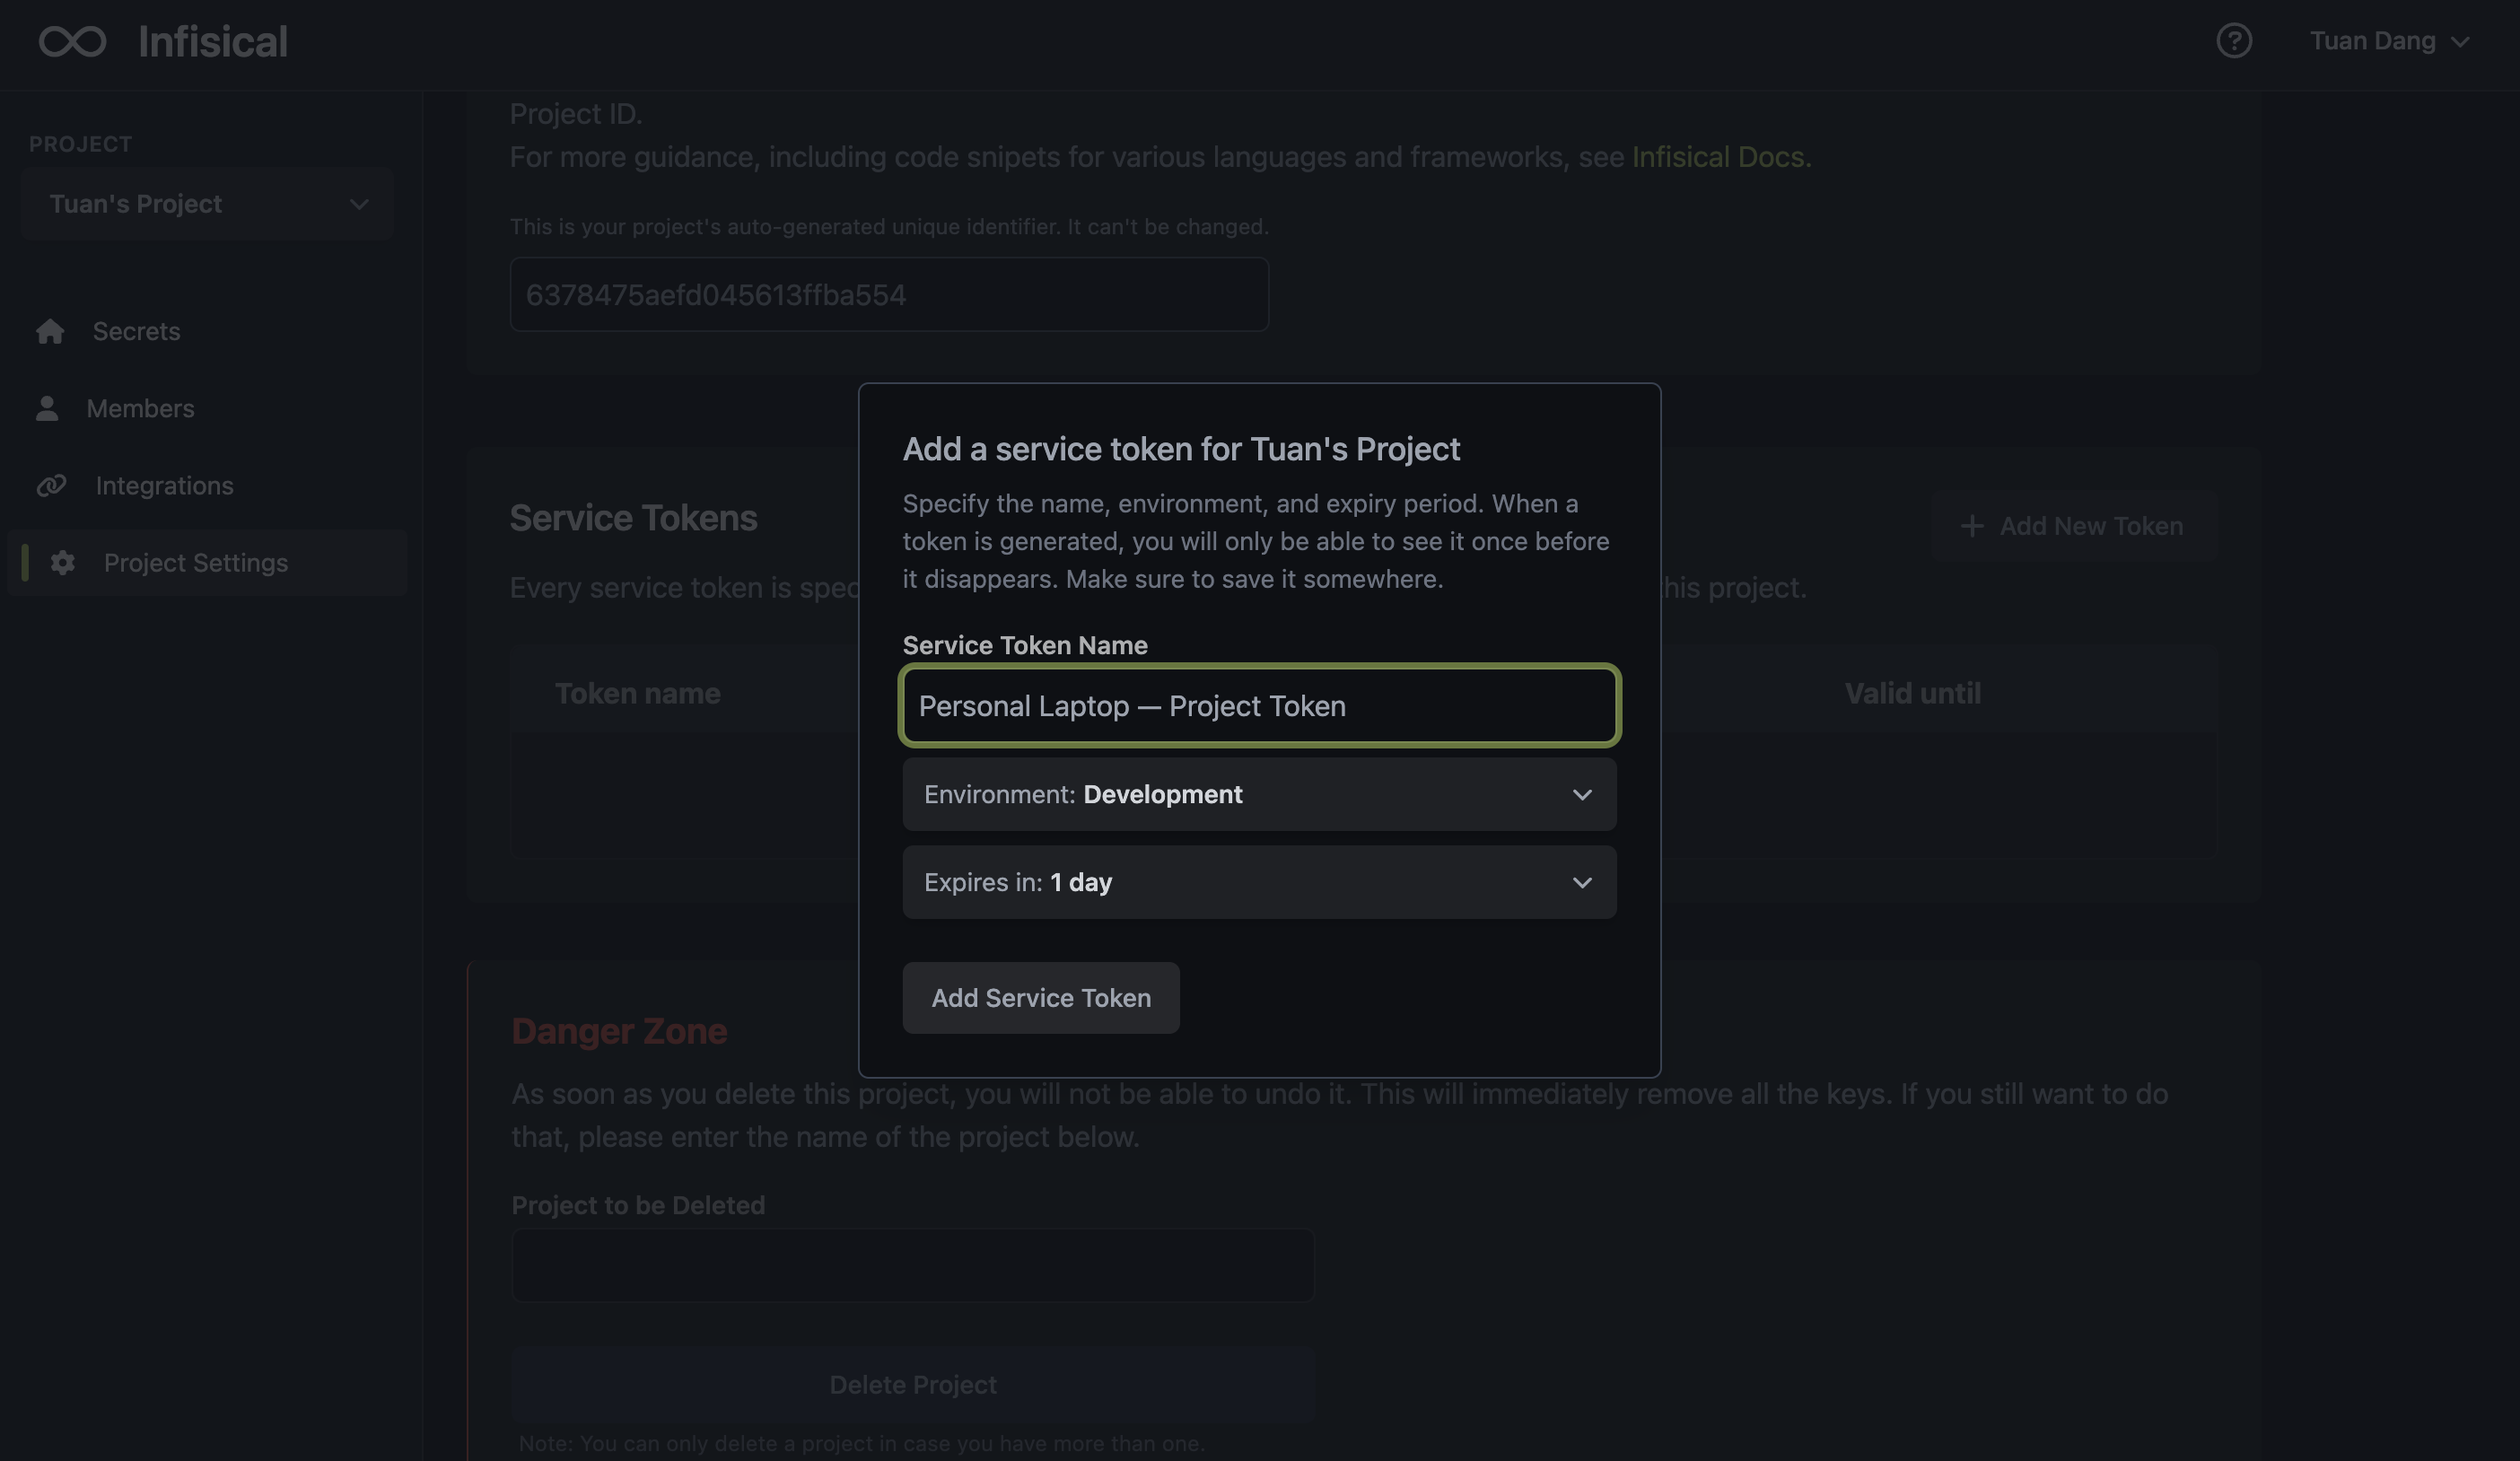 Infisical
Tuan Dang
PROJECT
Tuan's Project
Secrets
Members
Integrations
Project Settings
Project ID.
For more guidance, including code snipets for various languages and frameworks, see Infisical Docs.
This is your project's auto-generated unique identifier. It can't be changed.
6378475aefd045613ffba554
Service Tokens
Add New Token
Every service token is
this project.
Token name
Valid until
Add a service token for Tuan's Project
Specify the name, environment, and expiry period. When a
token is generated, you will only be able to see it once before
it disappears. Make sure to save it somewhere.
Service Token Name
Personal Laptop — Project Token
Environment: Development
Expires in: 1 day
Add Service Token
Danger Zone
As soon as you delete this project, you will not be able to undo it. This will immediately remove all the keys. If you still want to do
that, please enter the name of the project below.
Project to be Deleted
Delete Project
Note: You can only delete a project in case you have more than one.